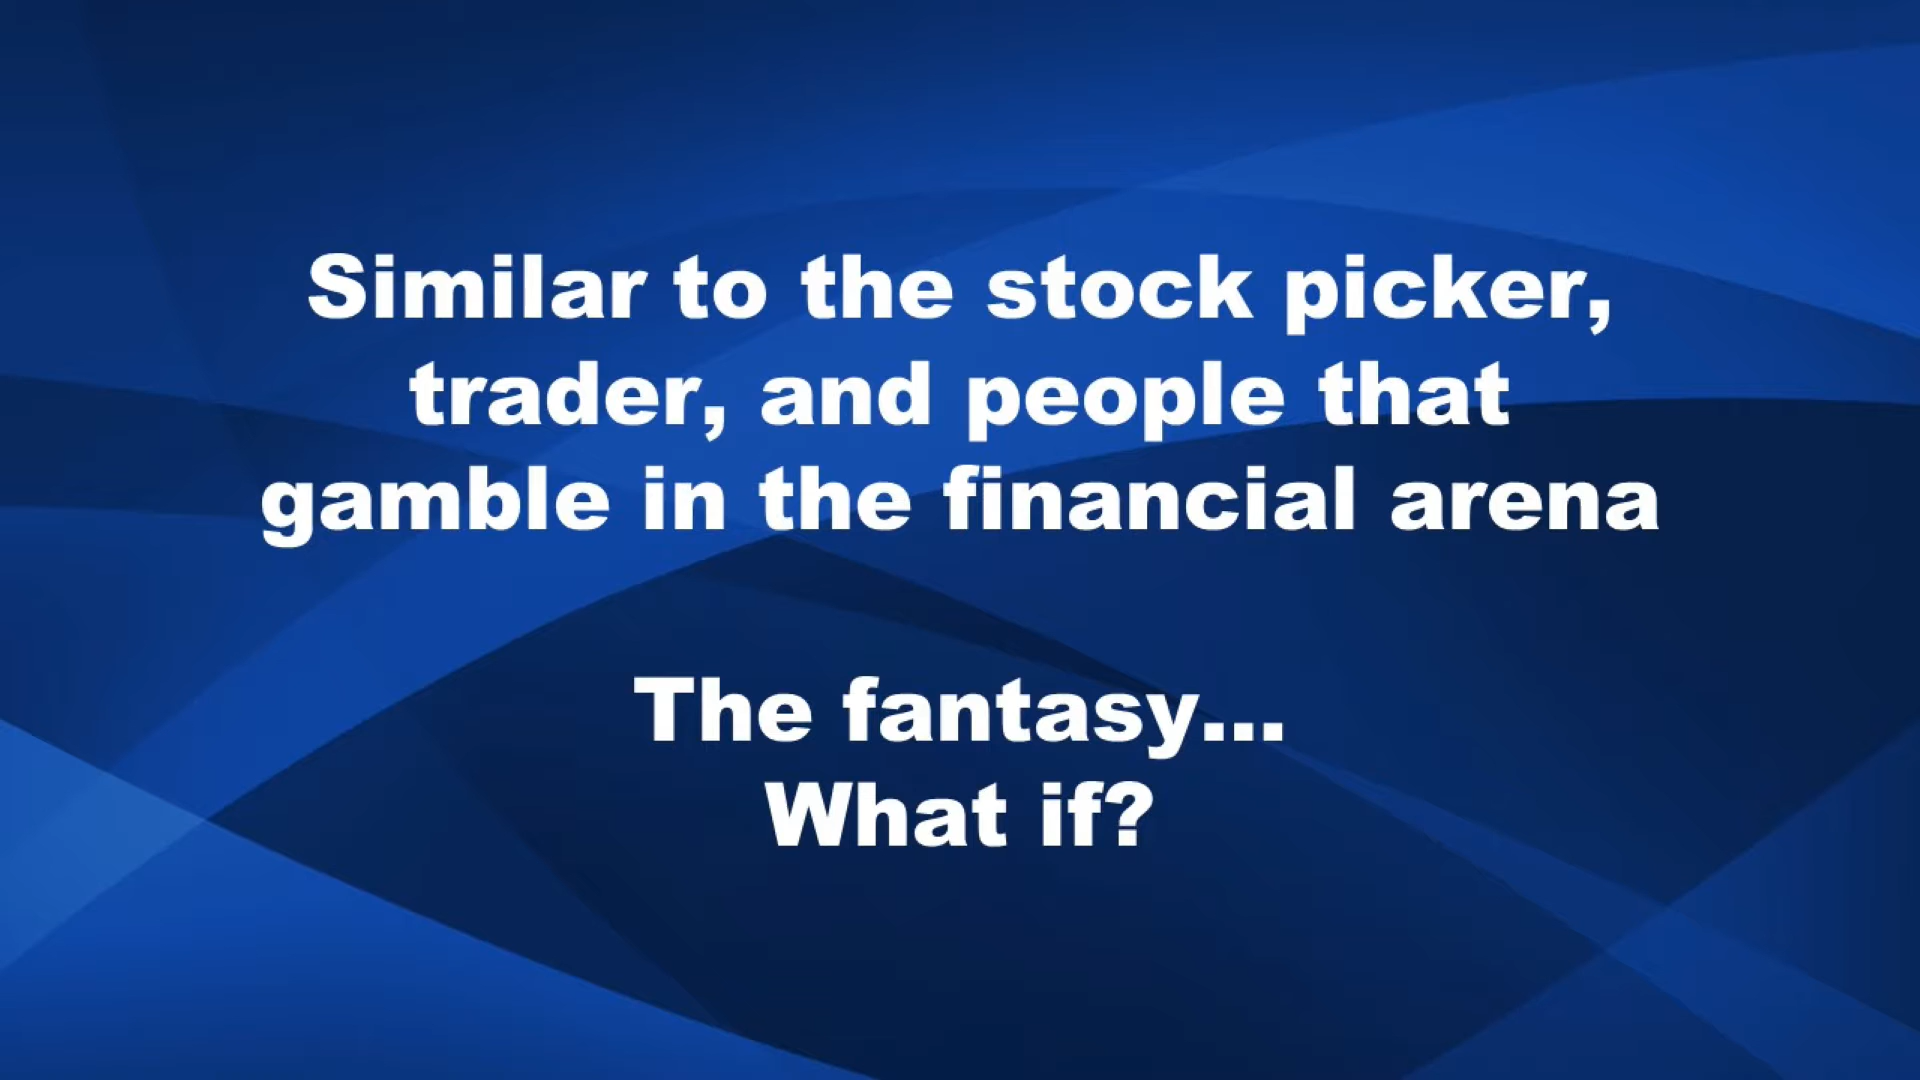 Similar to the stock picker,
trader, and people that
gamble in the financial arena
The fantasy...
What if?